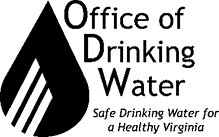 Office of
Drinking
Water
Safe Drinking Water for
a Healthy Virginia